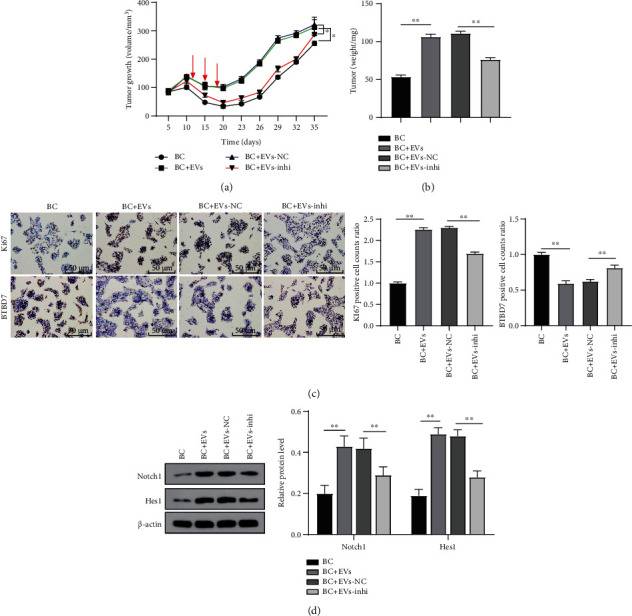 Tumor growth (volume/mm³)
400
300
200
100
0
5 10 15 20 23 26 29 32 35
Time (days)
*
*
BC
BC+EVs
BC+EVs-NC
BC+EVs-inhi
(a)
Tumor (weight/mg)
150
100
50
0
**
**
BC
BC+EVs
BC+EVs-NC
BC+EVs-inhi
(b)
BC BC+EVs BC+EVs-NC BC+EVs-inhi
KI67
50 μm 50 μm 50 μm 50 μm
BTBD7
50 μm 50 μm 50 μm 50 μm
KI67 positive cell counts ratio
2.5
2.0
1.5
1.0
0.5
0.0
**
**
BC
BC+EVs
BC+EVs-NC
BC+EVs-inhi
BTBD7 positive cell counts ratio
1.5
1.0
0.5
0.0
**
**
BC
BC+EVs
BC+EVs-NC
BC+EVs-inhi
(c)
BC
BC+EVs
BC+EVs-NC
BC+EVs-inhi
Notch1
Hes1
β-actin
Relative protein level
0.6
0.4
0.2
0.0
** ** ** **
Notch1 Hes1
BC
BC+EVs
BC+EVs-NC
BC+EVs-inhi
(d)